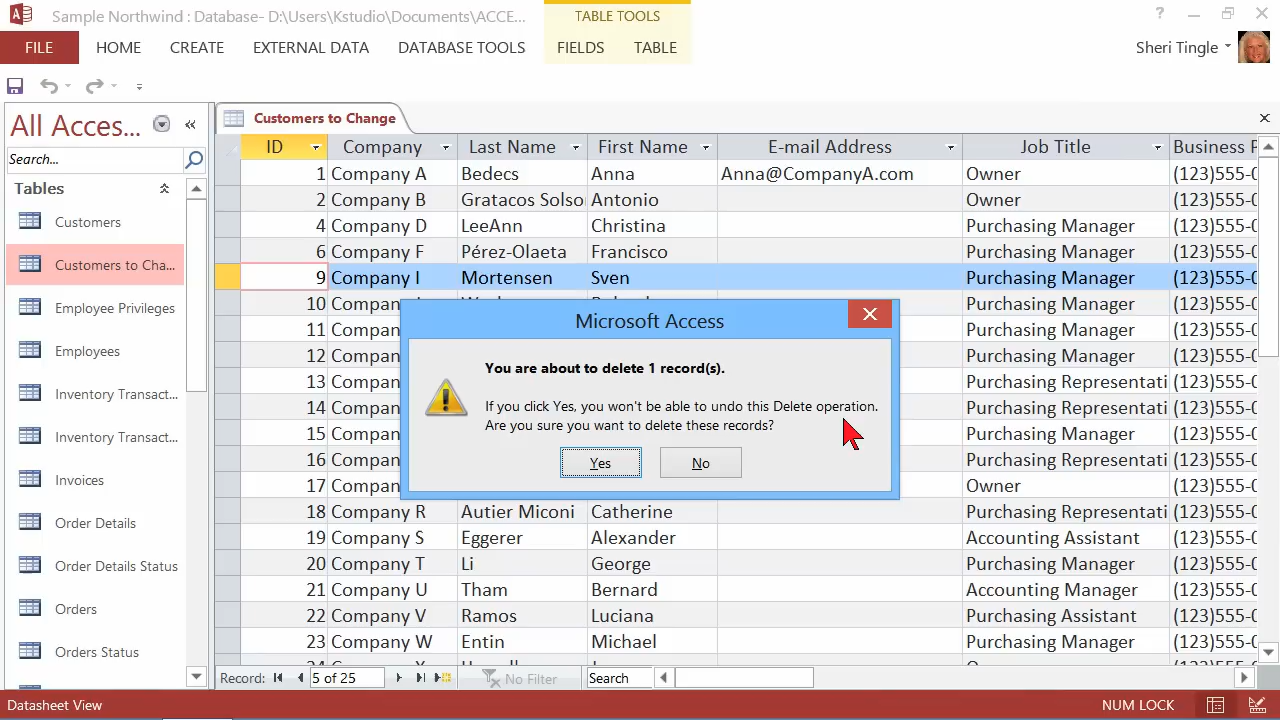 Sample Northwind : Database- D:\Users\Kstudio\Documents\ACCE...
TABLE TOOLS
?
FILE HOME CREATE EXTERNAL DATA DATABASE TOOLS FIELDS TABLE Sheri Tingle
All Acces...
Search...
Tables
Customers
Customers to Cha...
Employee Privileges
Employees
Inventory Transact...
Inventory Transact...
Invoices
Order Details
Order Details Status
Orders
Orders Status
Customers to Change
ID Company Last Name First Name E-mail Address Job Title Business P
1 Company A Bedecs Anna Anna@CompanyA.com Owner (123)555-0
2 Company B Gratacos Solso Antonio Owner (123)555-0
4 Company D LeeAnn Christina Purchasing Manager (123)555-0
6 Company F Pérez-Olaeta Francisco Purchasing Manager (123)555-0
9 Company I Mortensen Sven Purchasing Manager (123)555-0
10 Compan Purchasing Manager (123)555-0
11 Compan Purchasing Manager (123)555-0
12 Compan Purchasing Manager (123)555-0
13 Compan Purchasing Representati (123)555-0
14 Compan Purchasing Representati (123)555-0
15 Compan Purchasing Manager (123)555-0
16 Compan Purchasing Representati (123)555-0
17 Compan Owner (123)555-0
18 Company R Autier Miconi Catherine Purchasing Representati (123)555-0
19 Company S Eggerer Alexander Accounting Assistant (123)555-0
20 Company T Li George Purchasing Manager (123)555-0
21 Company U Tham Bernard Accounting Manager (123)555-0
22 Company V Ramos Luciana Purchasing Assistant (123)555-0
23 Company W Entin Michael Purchasing Manager (123)555-0
Microsoft Access
You are about to delete 1 record(s).
If you click Yes, you won't be able to undo this Delete operation.
Are you sure you want to delete these records?
Yes No
Record: 5 of 25 No Filter Search
Datasheet View NUM LOCK